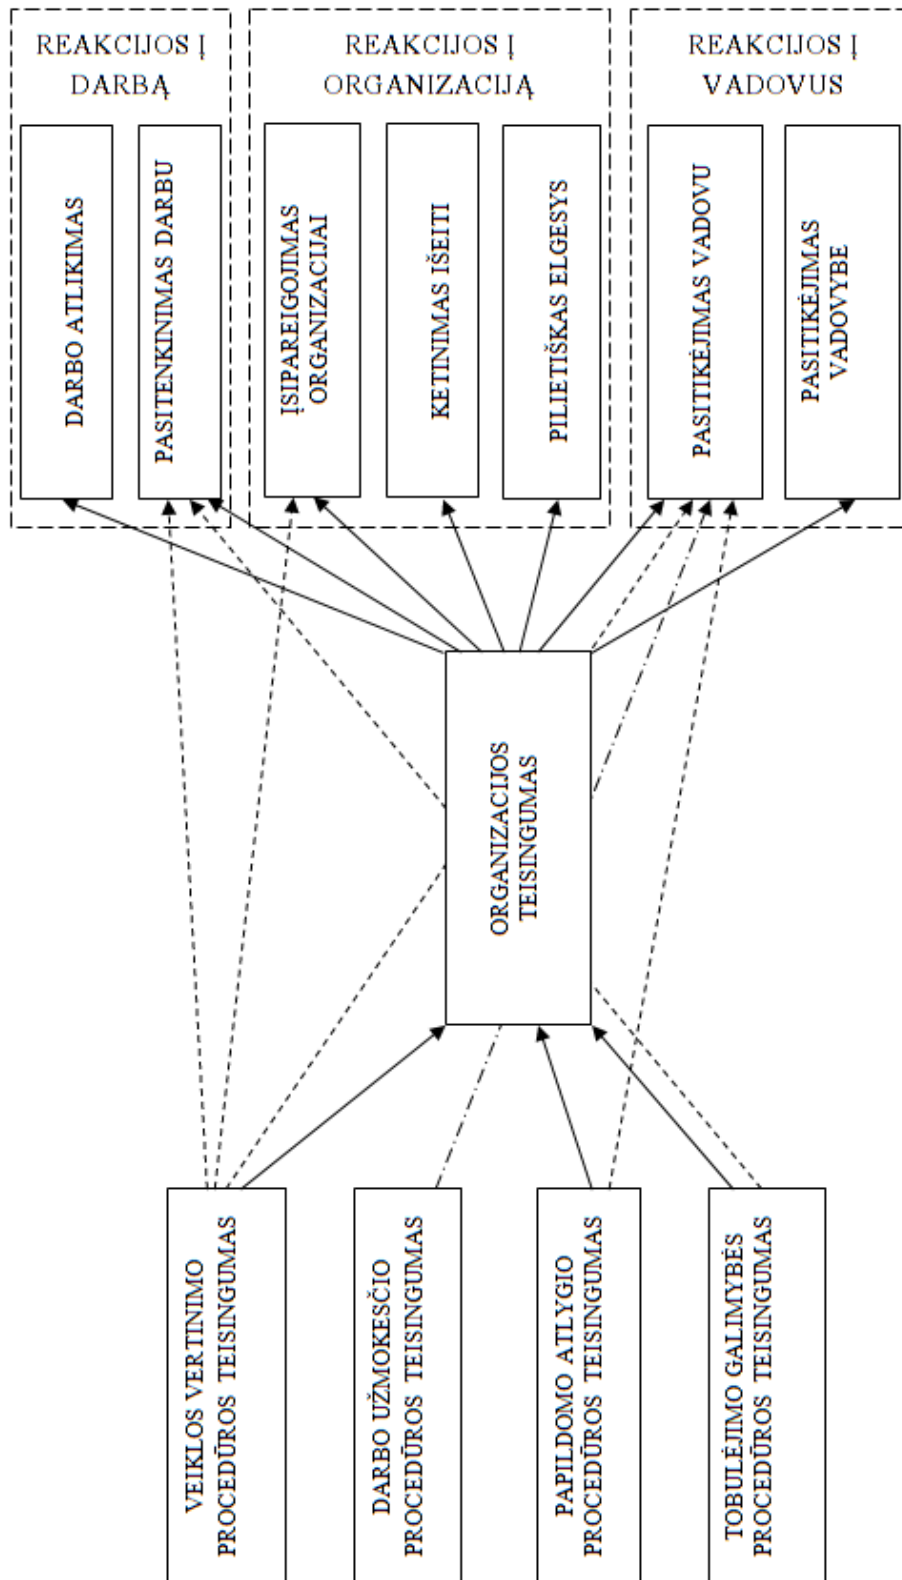 REAKCIJOS Į
DARBĄ
REAKCIJOS Į
ORGANIZACIJĄ
REAKCIJOS Į
VADOVUS
DARBO ATLIKIMAS
PASITENKINIMAS DARBU
ĮSIPAREIGOJIMAS
ORGANIZACIJAI
KETINIMAS IŠEITI
PILIETIŠKAS ELGESYS
PASITIKĖJIMAS VADOVU
PASITIKĖJIMAS
VADOVYBE
ORGANIZACIJOS
TEISINGUMAS
VEIKLOS VERTINIMO
PROCEDŪROS TEISINGUMAS
DARBO UŽMOKESČIO
PROCEDŪROS TEISINGUMAS
PAPILDOMO ATLYGIO
PROCEDŪROS TEISINGUMAS
TOBULĖJIMO GALIMYBĖS
PROCEDŪROS TEISINGUMAS